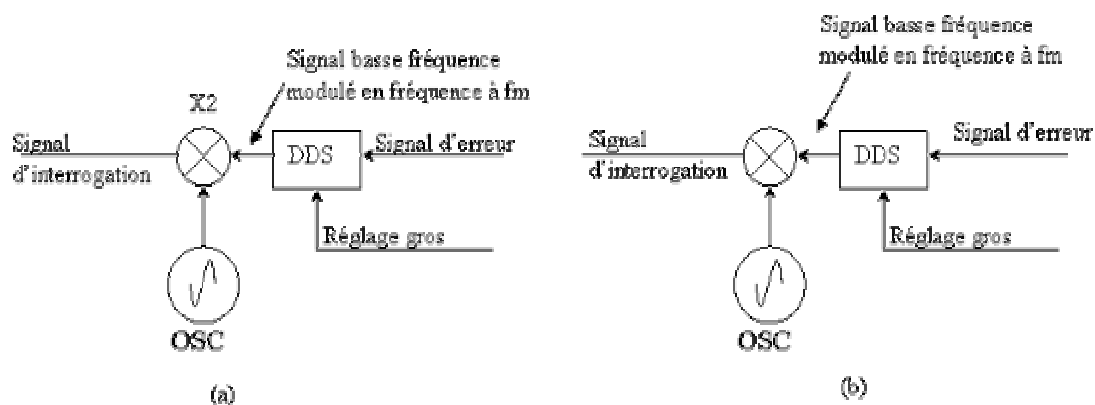 Signal basse fréquence
modulé en fréquence à fm
X2
Signal
d'interrogation
DDS
Signal d'erreur
Réglage gros
OSC
(a)
Signal basse fréquence
modulé en fréquence à fm
Signal
d'interrogation
DDS
Signal d'erreur
Réglage gros
OSC
(b)